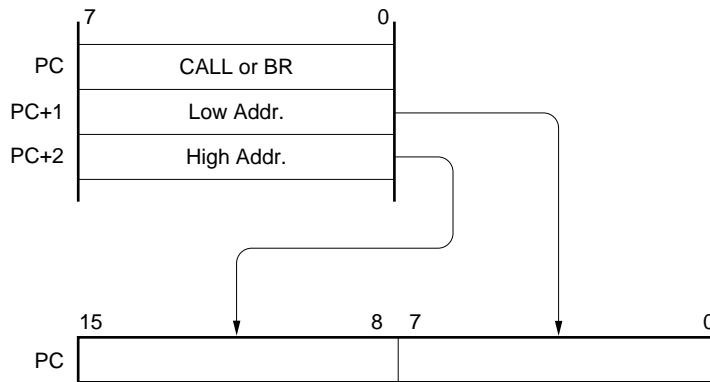 7 0
PC CALL or BR
PC+1 Low Addr.
PC+2 High Addr.
15 8 7 0
PC